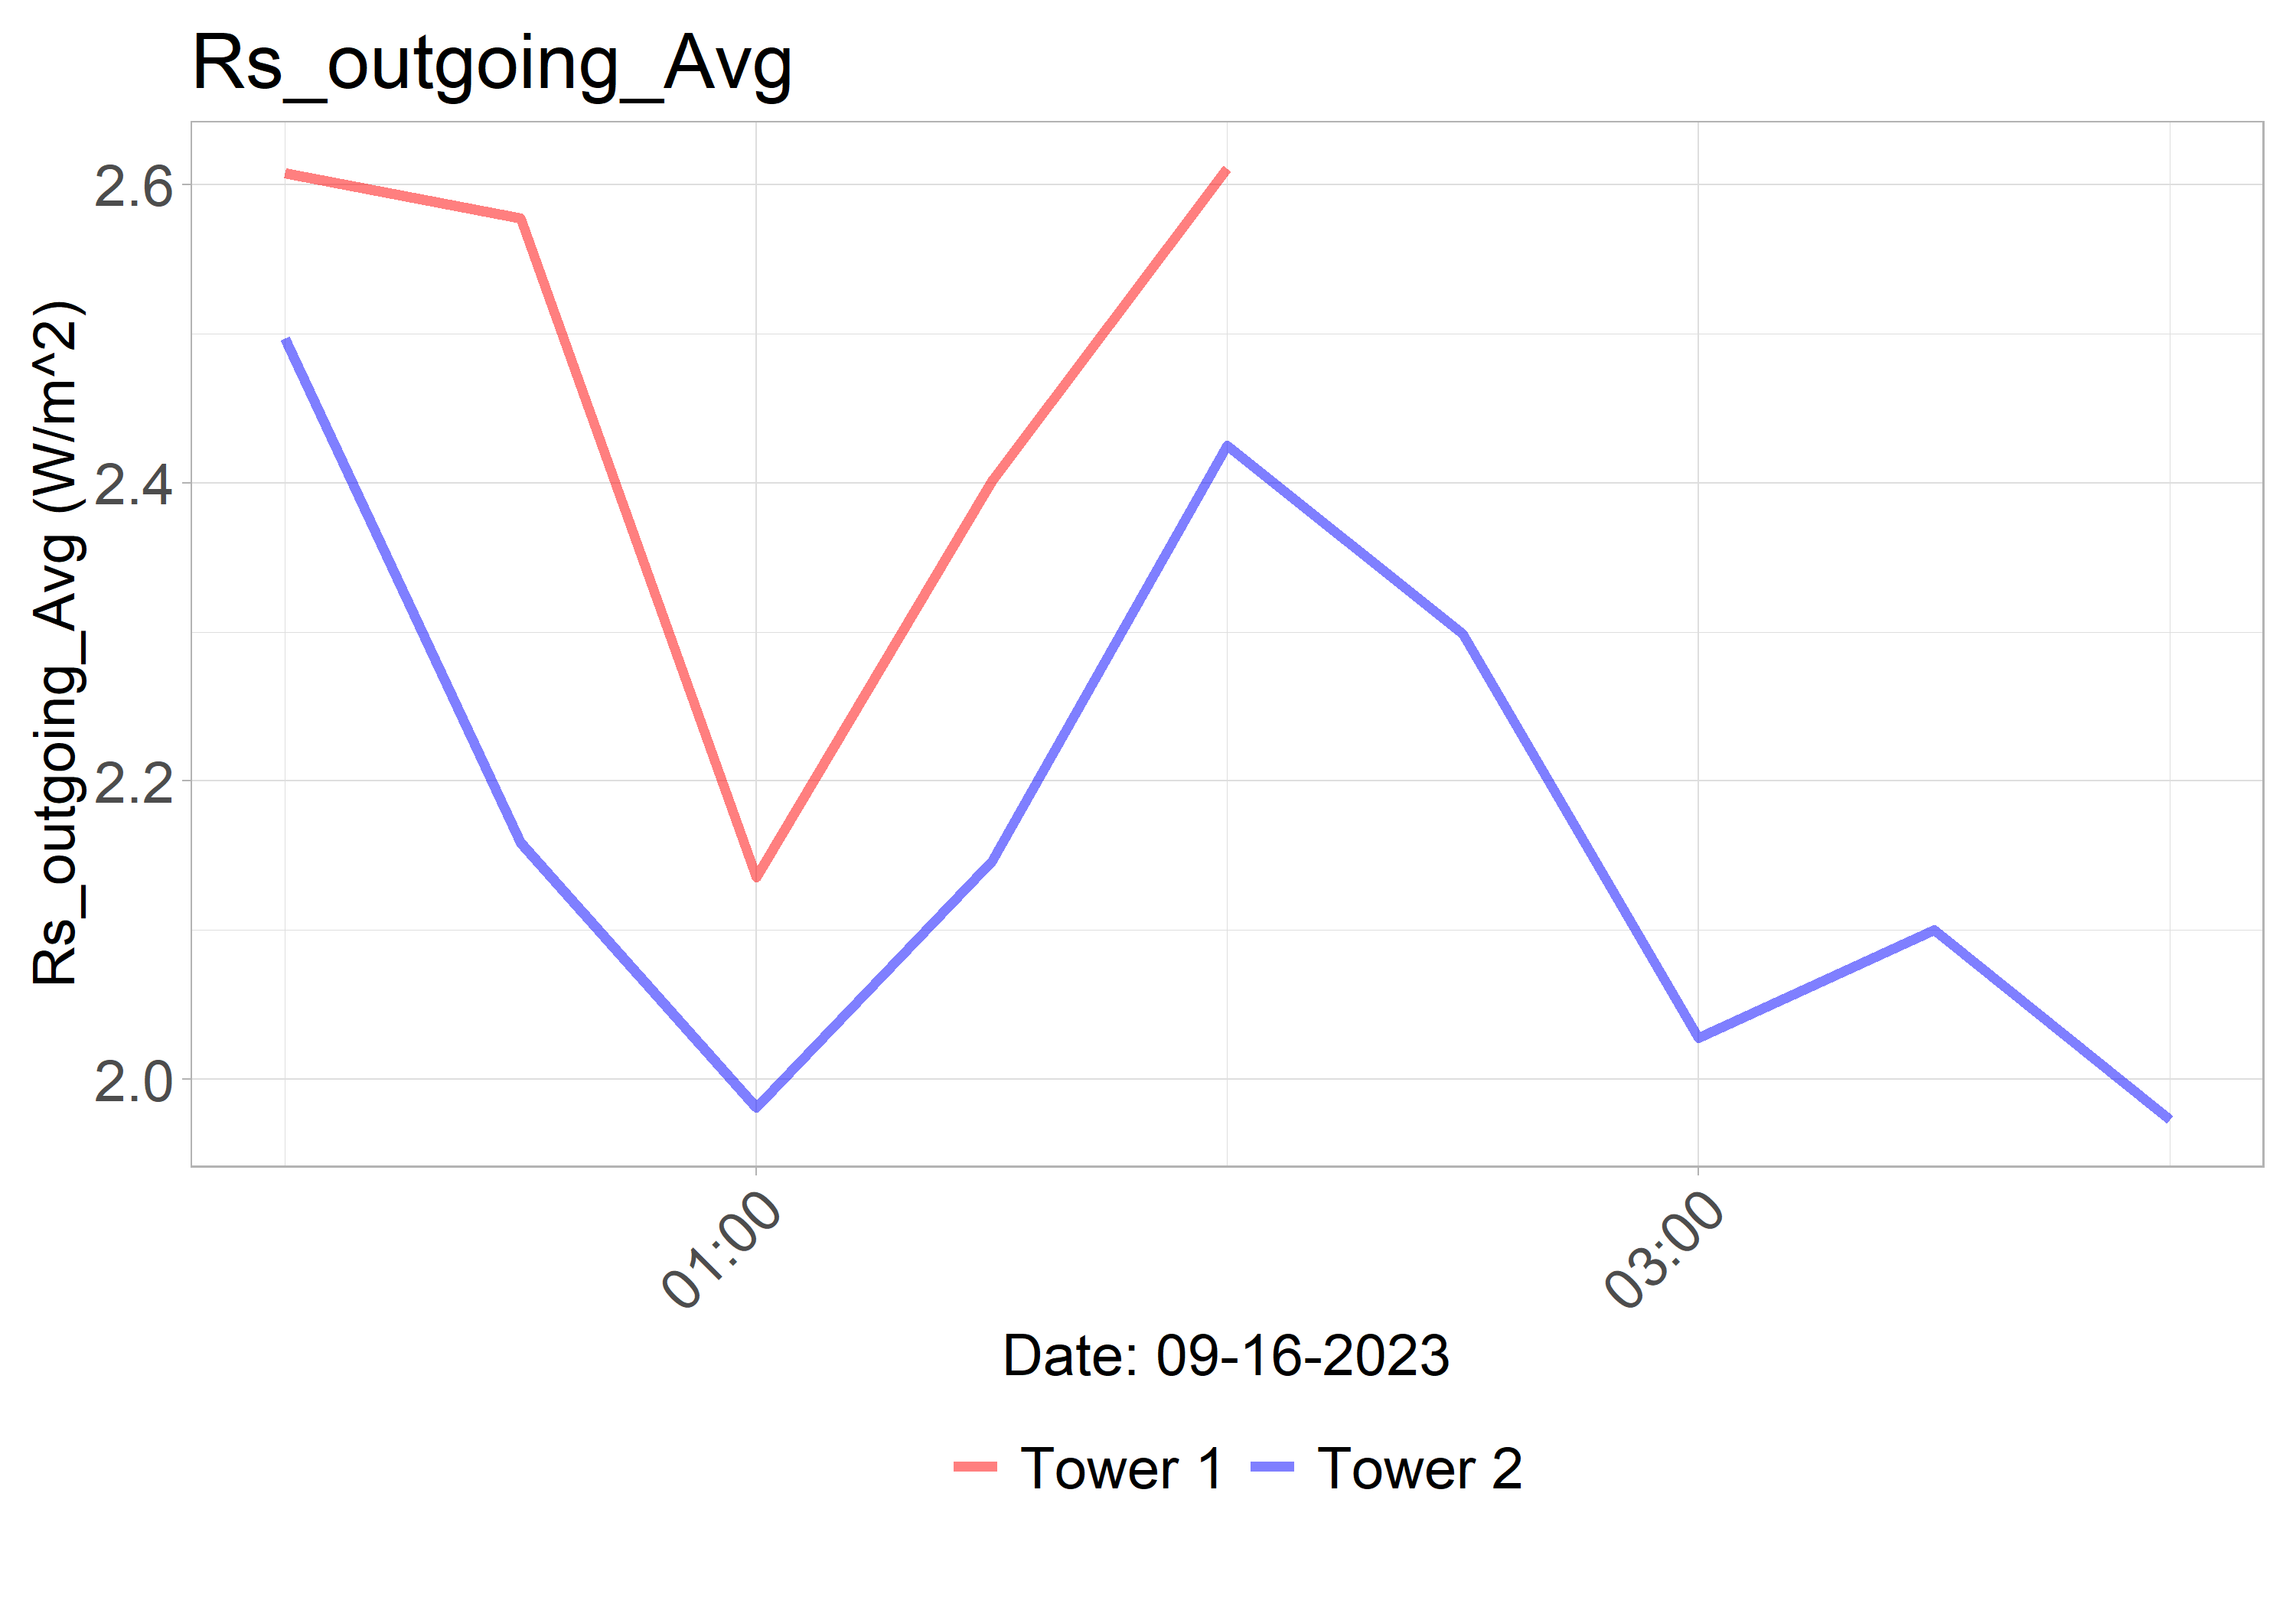 Rs_outgoing_Avg
Rs_outgoing_Avg (W/m^2)
2.6
2.4
2.2
2.0
01:00
03:00
Date: 09-16-2023
Tower 1
Tower 2